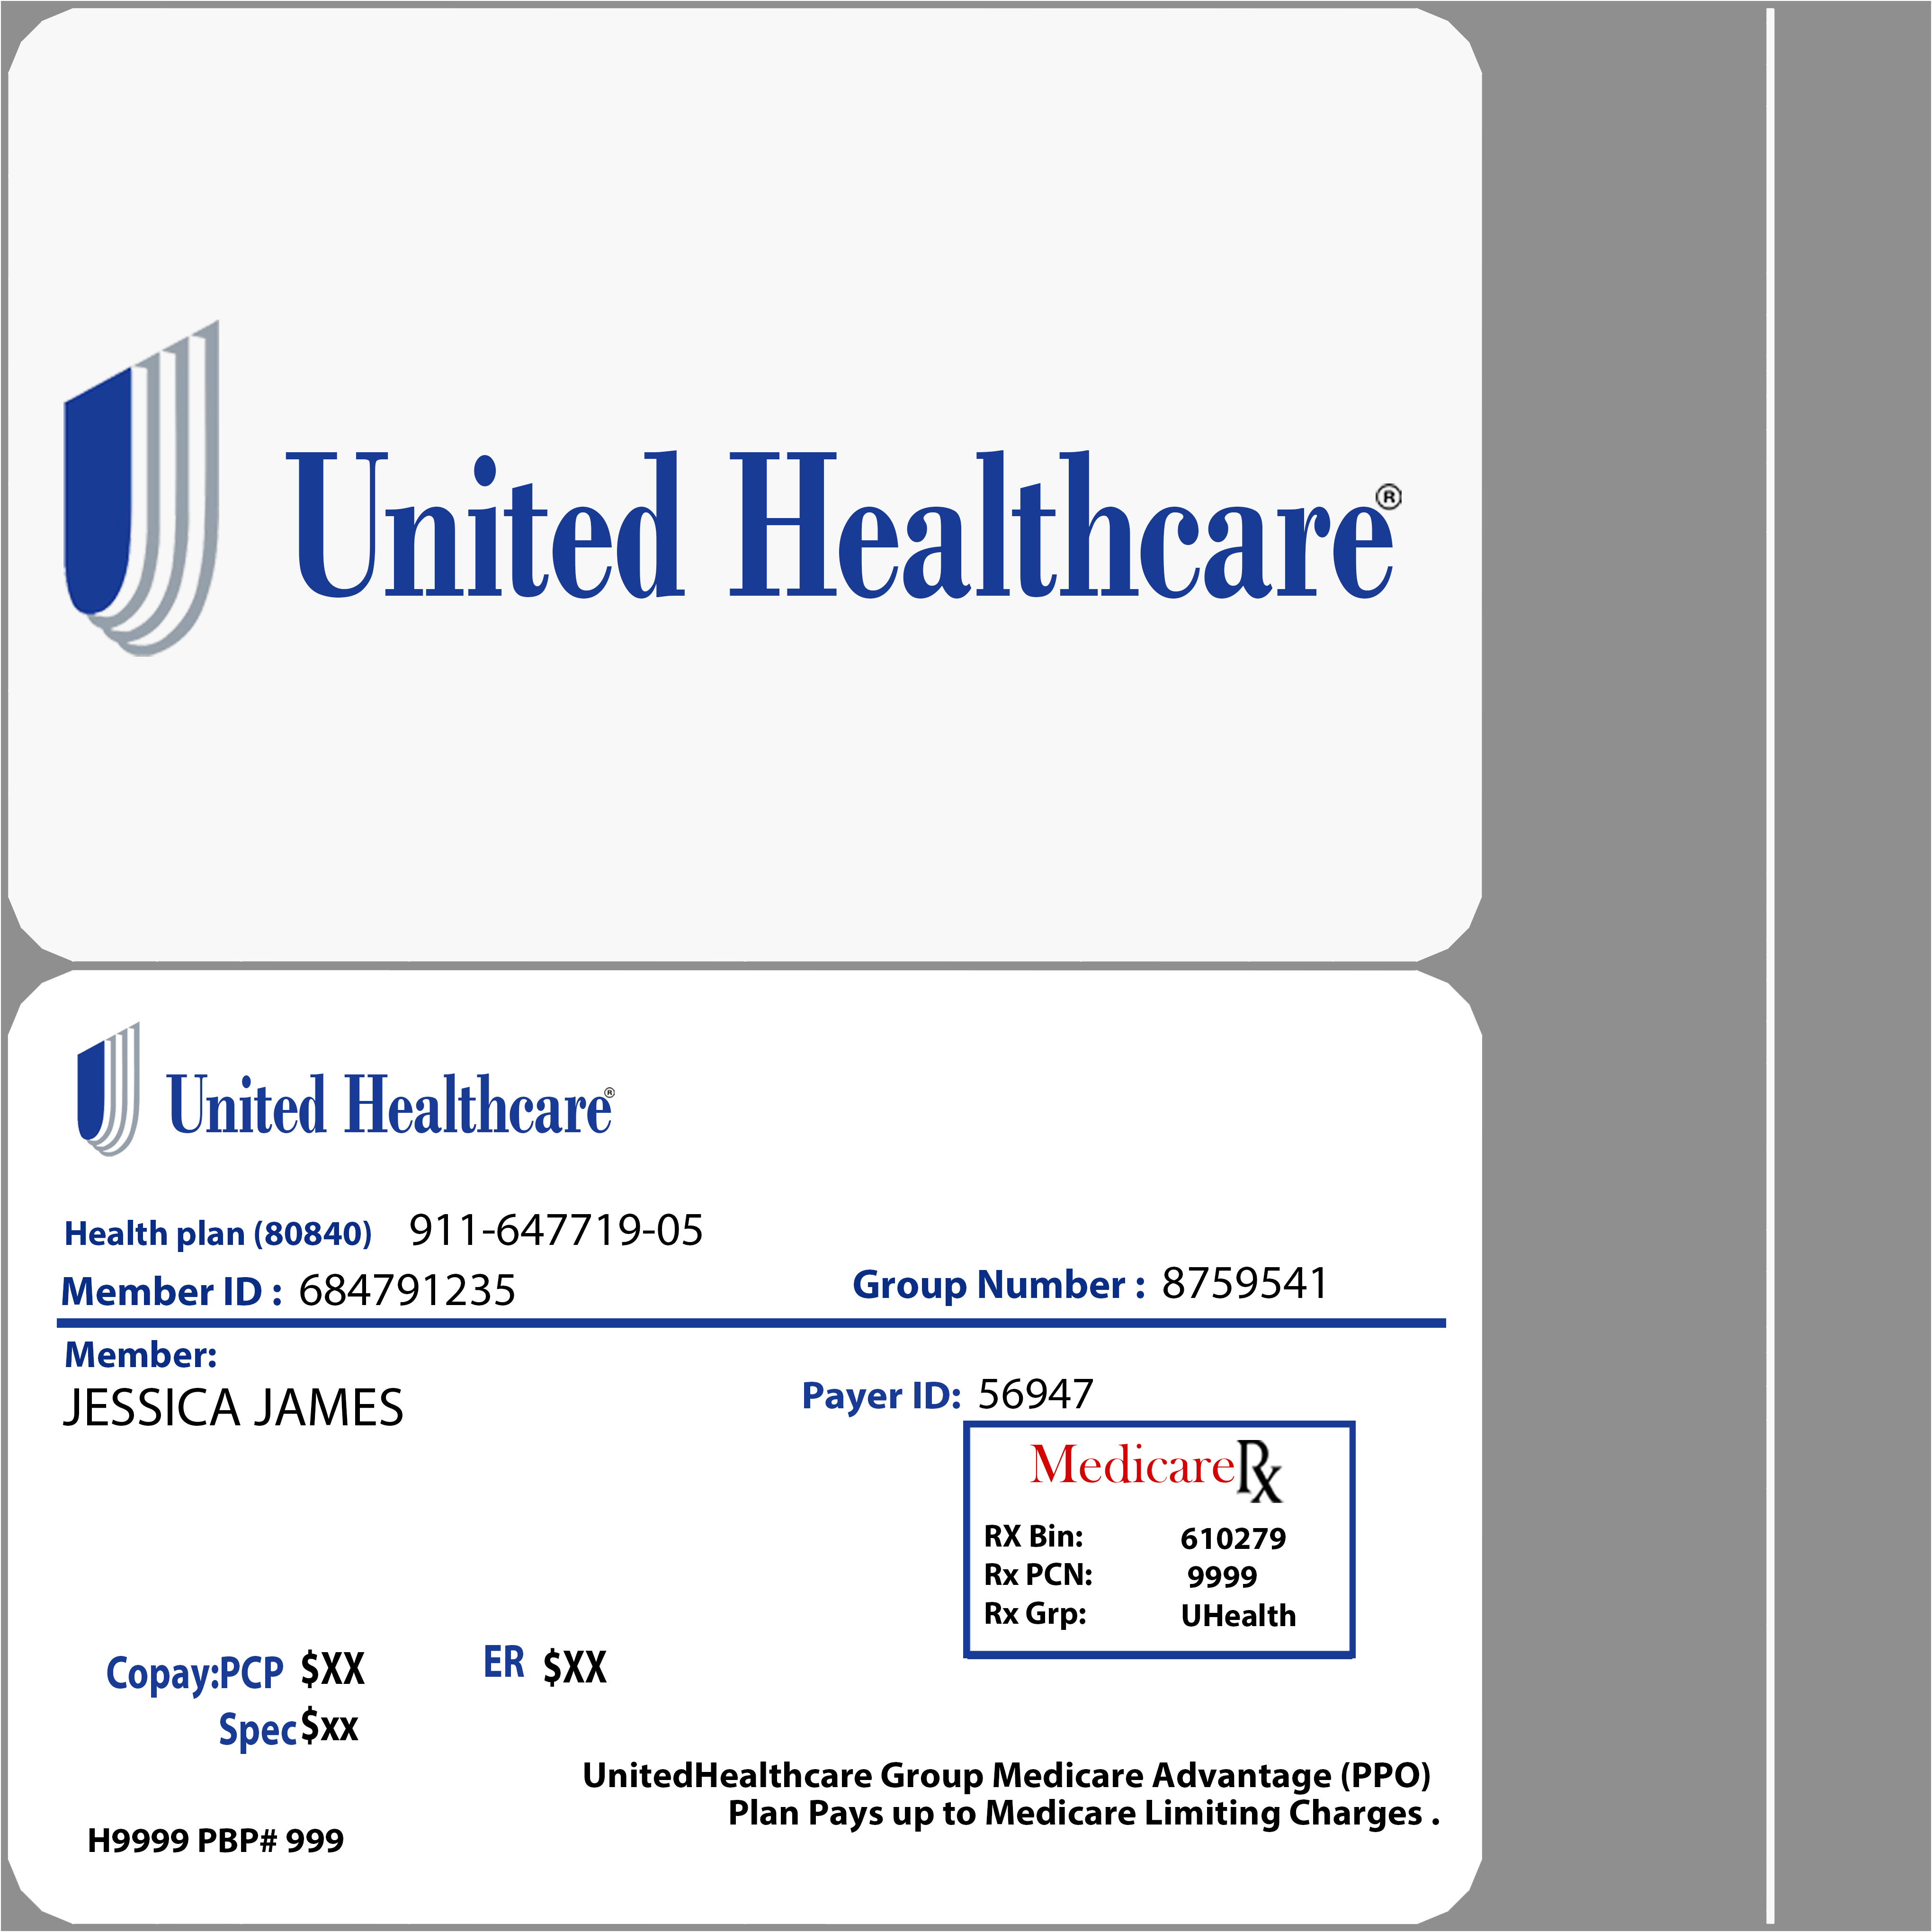 United Healthcare®
United Healthcare®
Health plan (80840) 911-647719-05
Member ID : 684791235 Group Number : 8759541
Member:
JESSICA JAMES
Payer ID: 56947
MedicareRx
RX Bin: 610279
Rx PCN: 9999
Rx Grp: UHealth
Copay:PCP $XX ER $XX
Spec $xx
UnitedHealthcare Group Medicare Advantage (PPO)
Plan Pays up to Medicare Limiting Charges .
H9999 PBP# 999